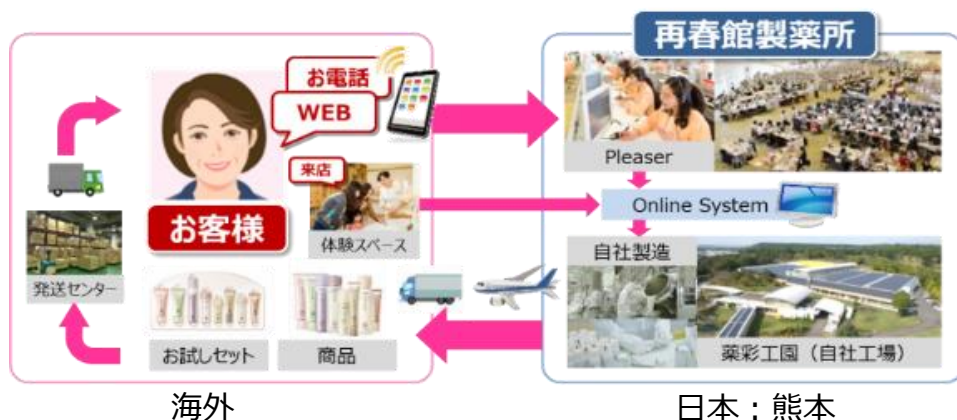 再春館製薬所
お電話
WEB
来店
お客様
体験スペース
発送センター
お試しセット
商品
Pleaser
Online System
自社製造
薬彩工園（自社工場）
海外
日本；熊本